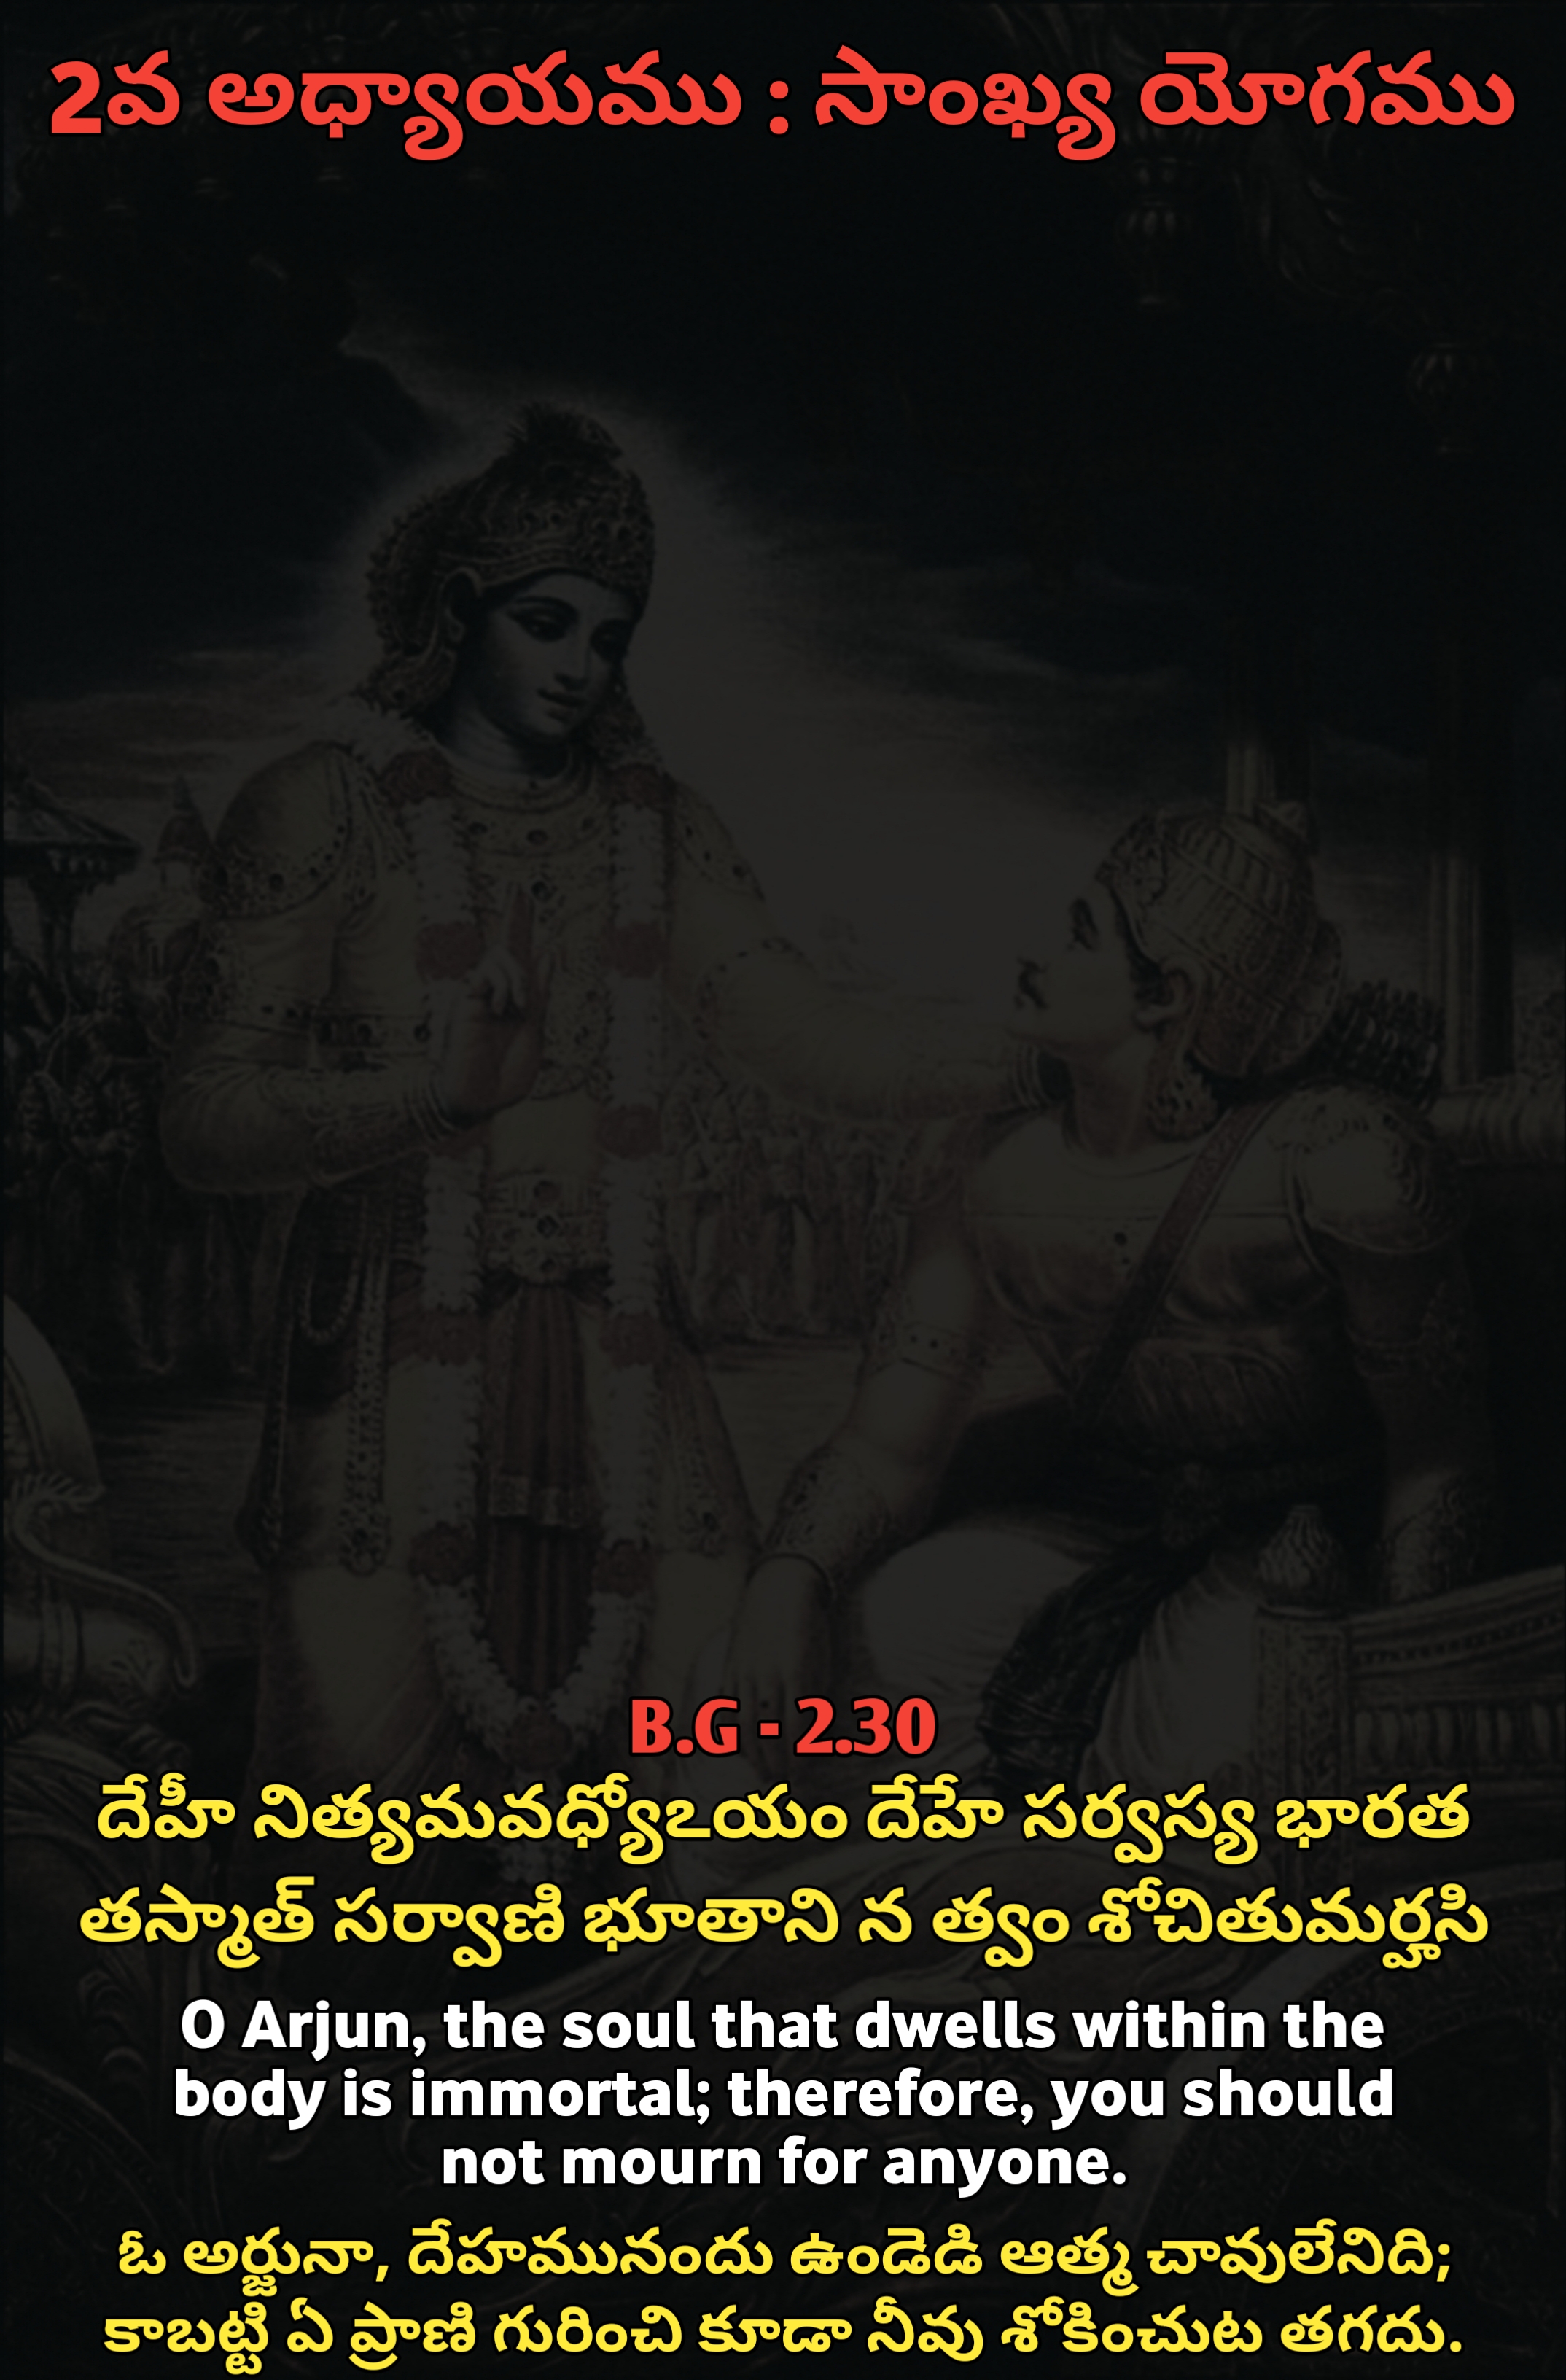 2వ అధ్యాయము : సాంఖ్య యోగము
B.G - 2.30
దేహీ నిత్యమవధ్యోఽయం దేహే సర్వస్య భారత
తస్మాత్ సర్వాణి భూతాని న త్వం శోచితుమర్హసి
O Arjun, the soul that dwells within the
body is immortal; therefore, you should
not mourn for anyone.
ఓ అర్జునా, దేహమునందు ఉండెడి ఆత్మ చావులేనిది;
కాబట్టి ఏ ప్రాణి గురించి కూడా నీవు శోకించుట తగదు.